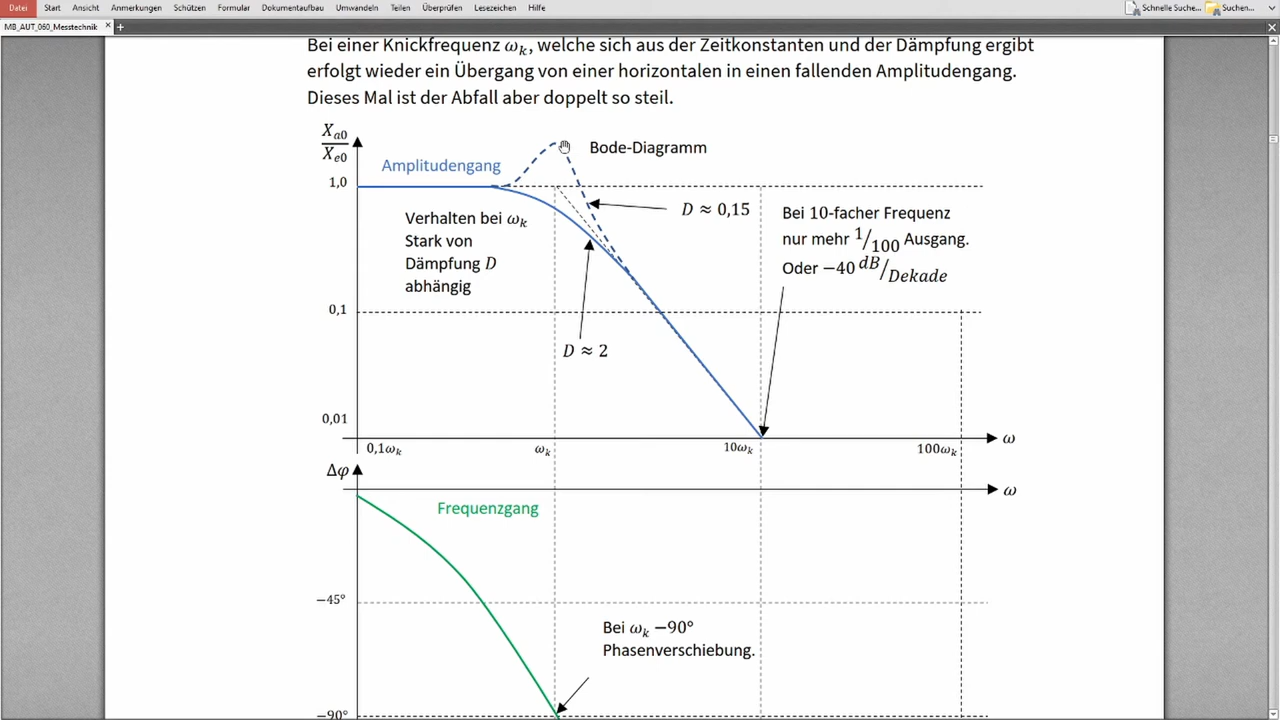 Datei Start Ansicht Anmerkungen Schützen Formular Dokumentaufbau Umwandeln Teilen Überprüfen Lesezeichen Hilfe Schnelle Suche... Suchen...
MB_AUT_060_Messtechnik × +
Bei einer Knickfrequenz ωₖ, welche sich aus der Zeitkonstanten und der Dämpfung ergibt
erfolgt wieder ein Übergang von einer horizontalen in einen fallenden Amplitudengang.
Dieses Mal ist der Abfall aber doppelt so steil.
Xa0
Xe0
Bode-Diagramm
Amplitudengang
1,0
D ≈ 0,15
Verhalten bei ωₖ
Stark von
Dämpfung D
abhängig
Bei 10-facher Frequenz
nur mehr 1/100 Ausgang.
Oder −40 dB/Dekade
0,1
D ≈ 2
0,01
0,1ωₖ
ωₖ
10ωₖ
100ωₖ
ω
Δφ
ω
Frequenzgang
−45°
Bei ωₖ −90°
Phasenverschiebung.
−90°